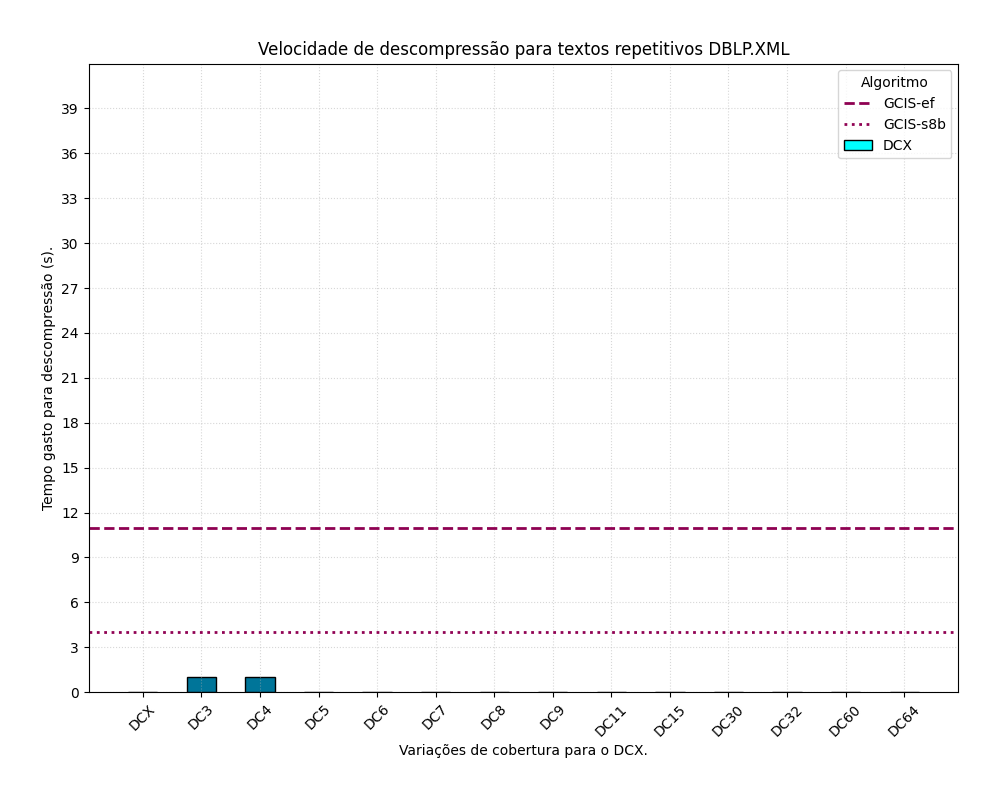 Velocidade de descompressão para textos repetitivos DBLP.XML
Algoritmo
GCIS-ef
GCIS-s8b
DCX
Tempo gasto para descompressão (s).
39
36
33
30
27
24
21
18
15
12
9
6
3
0
DCX DC3 DC4 DC5 DC6 DC7 DC8 DC9 DC11 DC15 DC30 DC32 DC60 DC64
Variações de cobertura para o DCX.